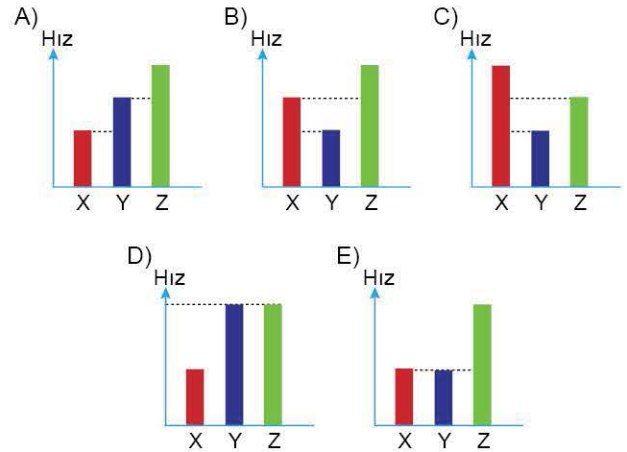 A) B) C)
Hız Hız Hız
X Y Z X Y Z X Y Z
D) E)
Hız Hız
X Y Z X Y Z